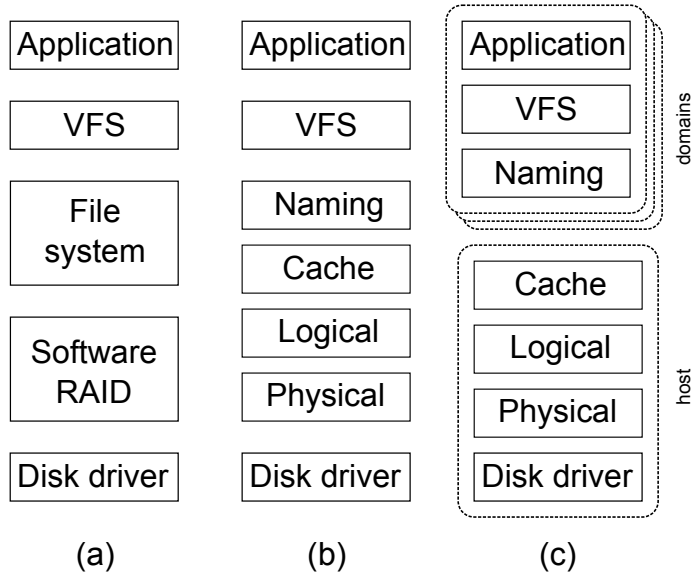 Application
VFS
File
system
Software
RAID
Disk driver
(a)
Application
VFS
Naming
Cache
Logical
Physical
Disk driver
(b)
Application
VFS
Naming
domains
Cache
Logical
Physical
Disk driver
host
(c)